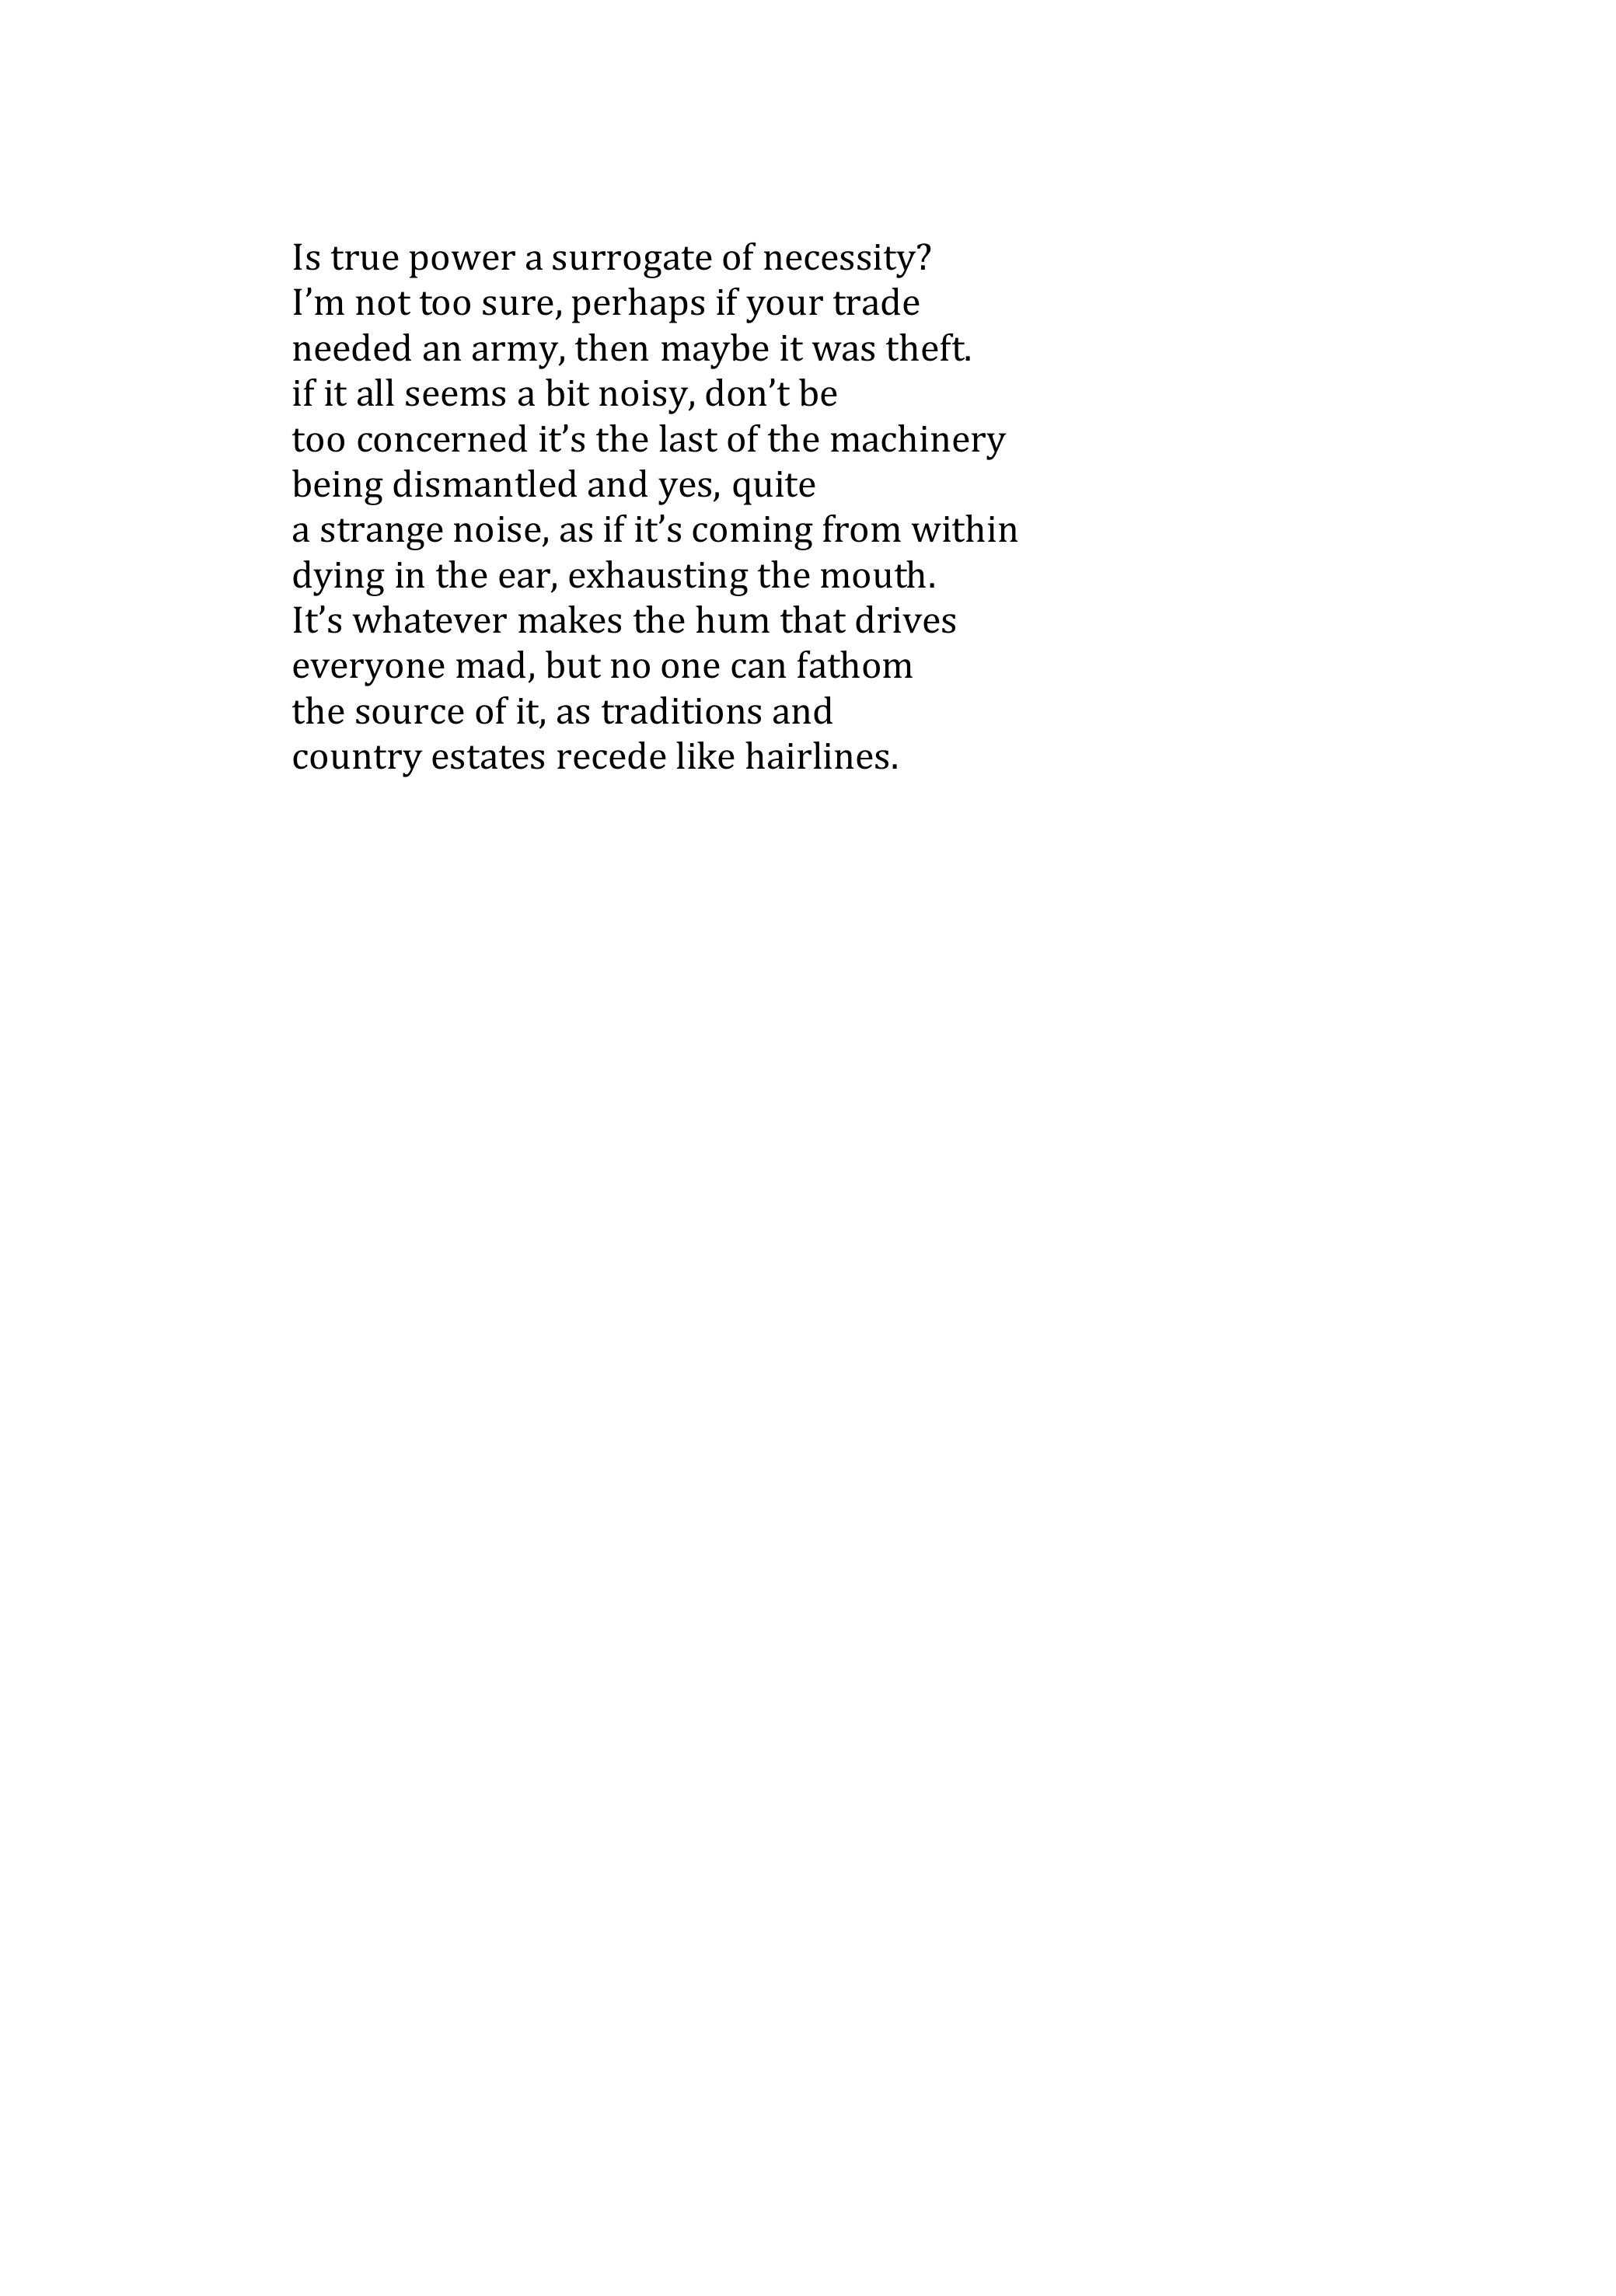 Is true power a surrogate of necessity?
I’m not too sure, perhaps if your trade
needed an army, then maybe it was theft.
if it all seems a bit noisy, don’t be
too concerned it’s the last of the machinery
being dismantled and yes, quite
a strange noise, as if it’s coming from within
dying in the ear, exhausting the mouth.
It’s whatever makes the hum that drives
everyone mad, but no one can fathom
the source of it, as traditions and
country estates recede like hairlines.